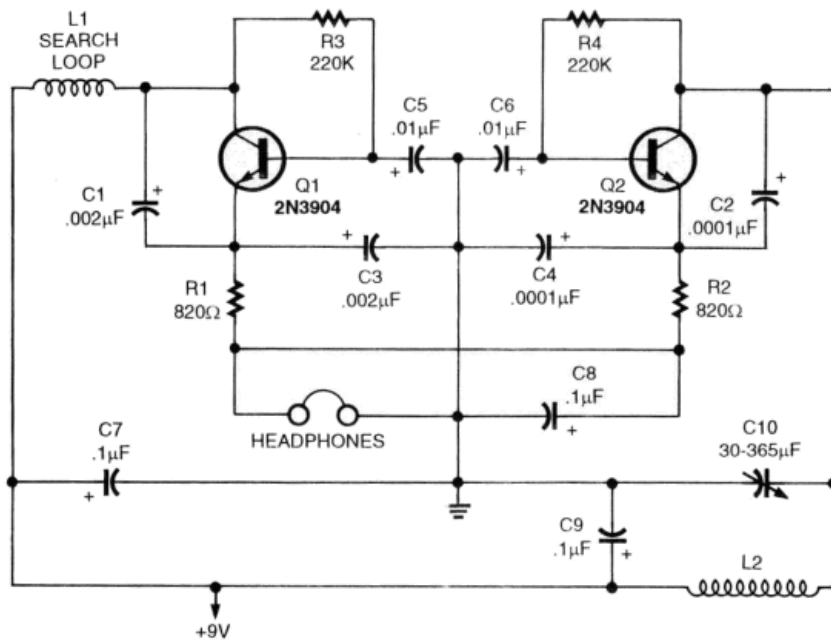 L1
SEARCH
LOOP
R3
220K
R4
220K
C5
.01µF
+
C6
.01µF
+
C1
+
.002µF
Q1
2N3904
Q2
2N3904
+
C2
.0001µF
+
C3
.002µF
+
C4
.0001µF
R1
820Ω
R2
820Ω
C8
.1µF
+
HEADPHONES
C7
.1µF
+
C10
30-365µF
C9
.1µF
+
L2
+9V